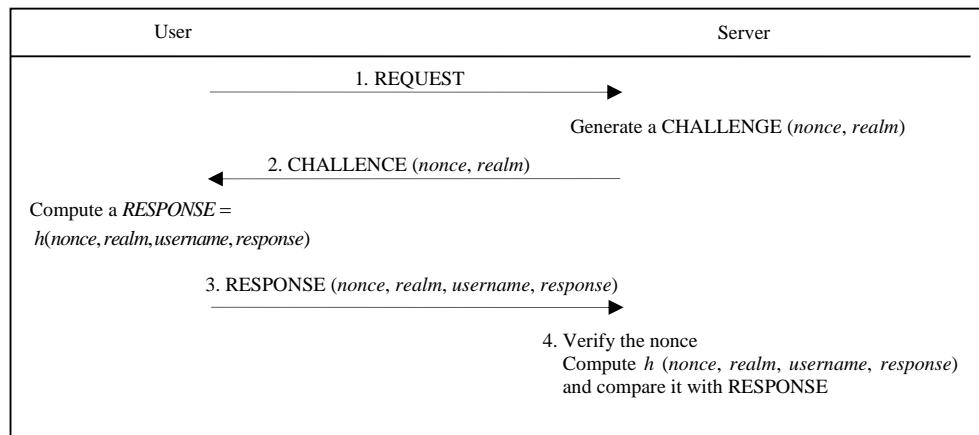 User Server
1. REQUEST
Generate a CHALLENGE (nonce, realm)
2. CHALLENCE (nonce, realm)
Compute a RESPONSE =
h(nonce,realm,username,response)
3. RESPONSE (nonce, realm, username, response)
4. Verify the nonce
Compute h (nonce, realm, username, response)
and compare it with RESPONSE